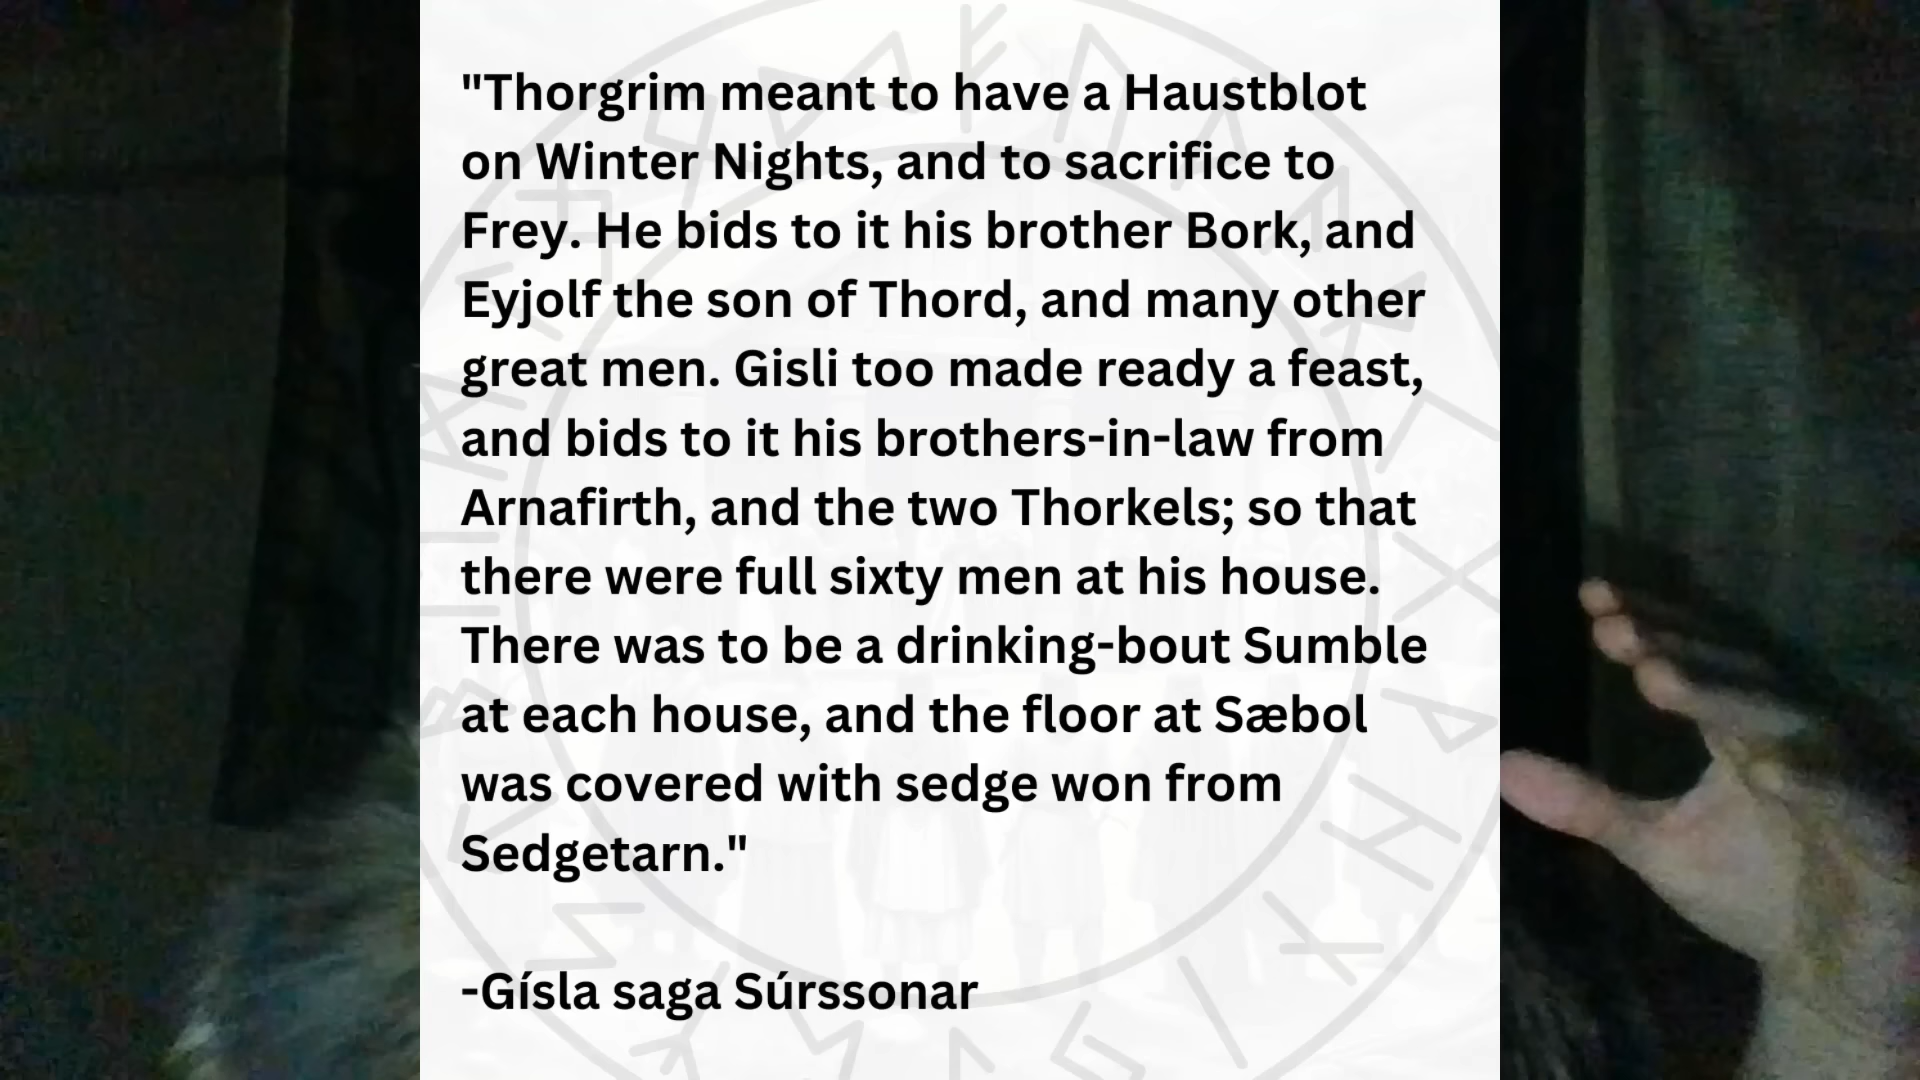 "Thorgrim meant to have a Haustblot
on Winter Nights, and to sacrifice to
Frey. He bids to it his brother Bork, and
Eyjolf the son of Thord, and many other
great men. Gisli too made ready a feast,
and bids to it his brothers-in-law from
Arnafirth, and the two Thorkels; so that
there were full sixty men at his house.
There was to be a drinking-bout Sumble
at each house, and the floor at Sæbol
was covered with sedge won from
Sedgetarn."
-Gísla saga Súrssonar